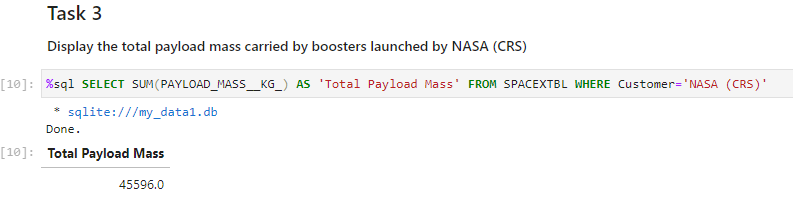 Task 3
Display the total payload mass carried by boosters launched by NASA (CRS)
[10]: %sql SELECT SUM(PAYLOAD_MASS__KG_) AS 'Total Payload Mass' FROM SPACEXTBL WHERE Customer='NASA (CRS)'
* sqlite:///my_data1.db
Done.
[10]: Total Payload Mass
45596.0